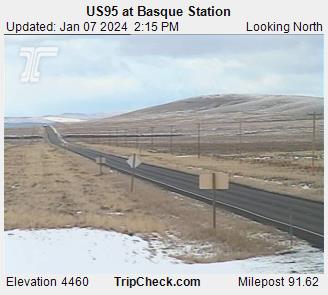 US95 at Basque Station
Updated: Jan 07 2024 2:15 PM Looking North
Elevation 4460 TripCheck.com Milepost 91.62